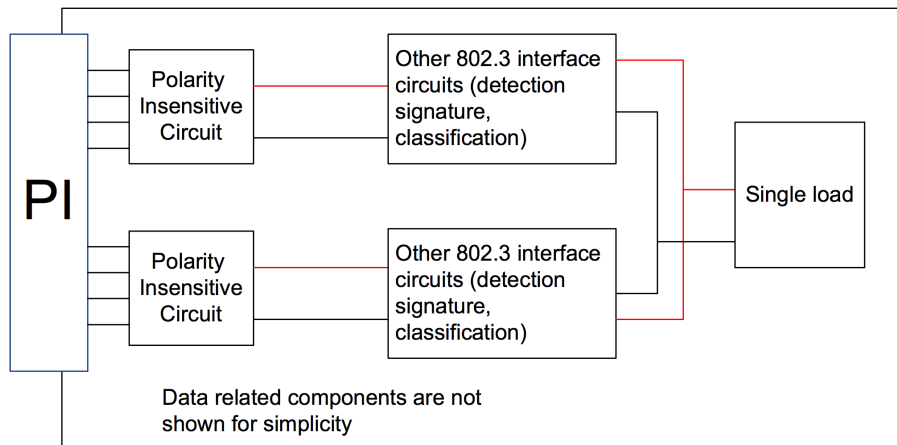 PI
Polarity
Insensitive
Circuit
Other 802.3 interface
circuits (detection
signature,
classification)
Single load
Polarity
Insensitive
Circuit
Other 802.3 interface
circuits (detection
signature,
classification)
Data related components are not
shown for simplicity